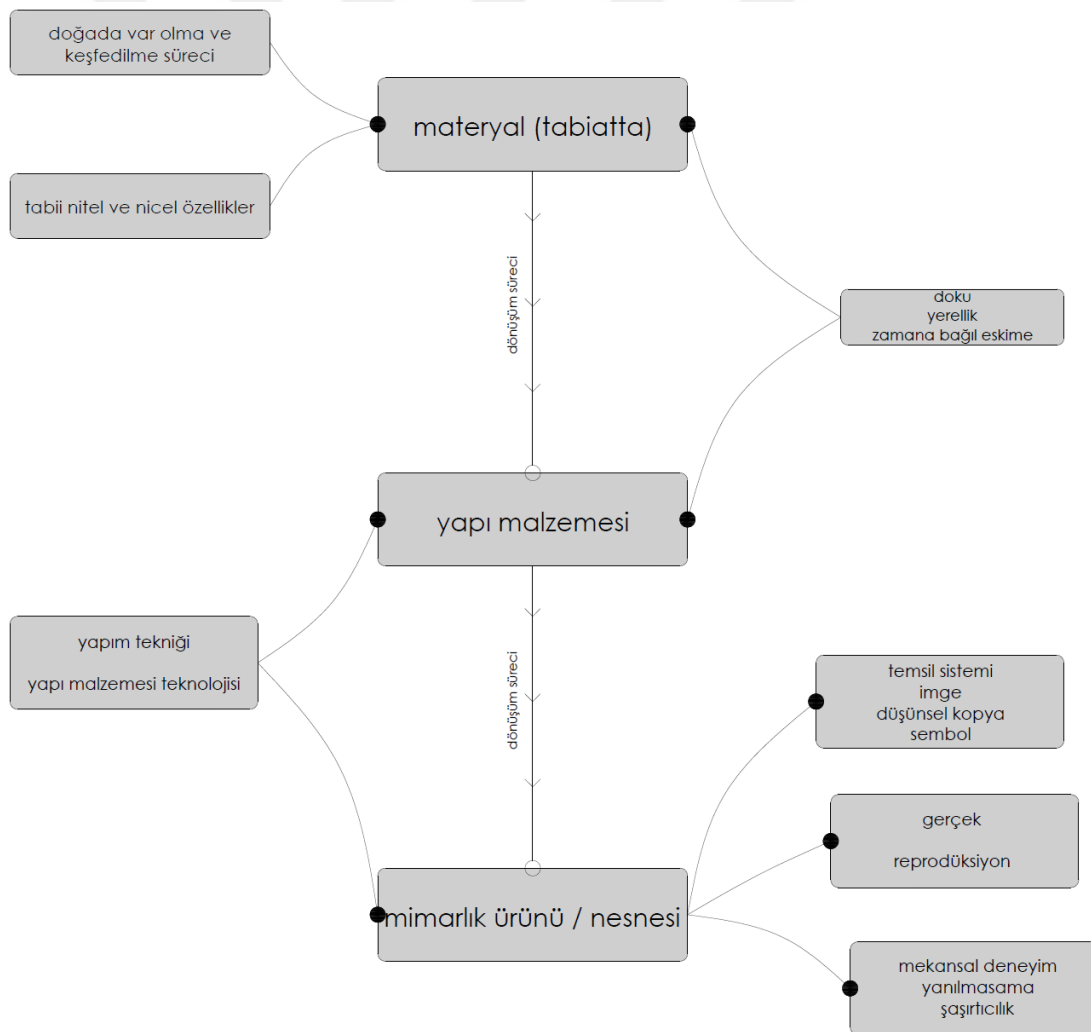 doğada var olma ve
keşfedilme süreci
materyal (tabiatta)
tabii nitel ve nicel özellikler
dönüşüm süreci
doku
yerellik
zamana bağıl eskime
yapı malzemesi
yapım tekniği
yapı malzemesi teknolojisi
dönüşüm süreci
temsil sistemi
imge
düşünsel kopya
sembol
gerçek
reprodüksiyon
mimarlık ürünü / nesnesi
mekansal deneyim
yanılmasama
şaşırtıcılık